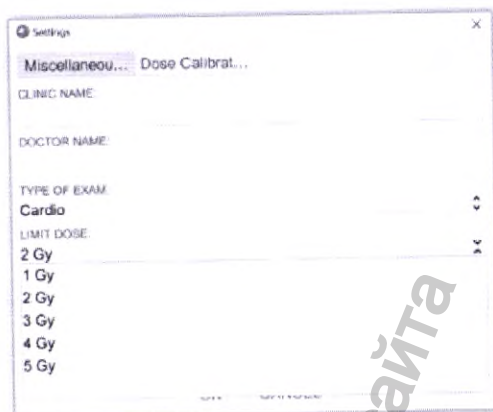 Settings
Miscellaneou... Dose Calibrat...
CLINIC NAME:
DOCTOR NAME:
TYPE OF EXAM:
Cardio
LIMIT DOSE:
2 Gy
1 Gy
2 Gy
3 Gy
4 Gy
5 Gy
CANCEL
айта